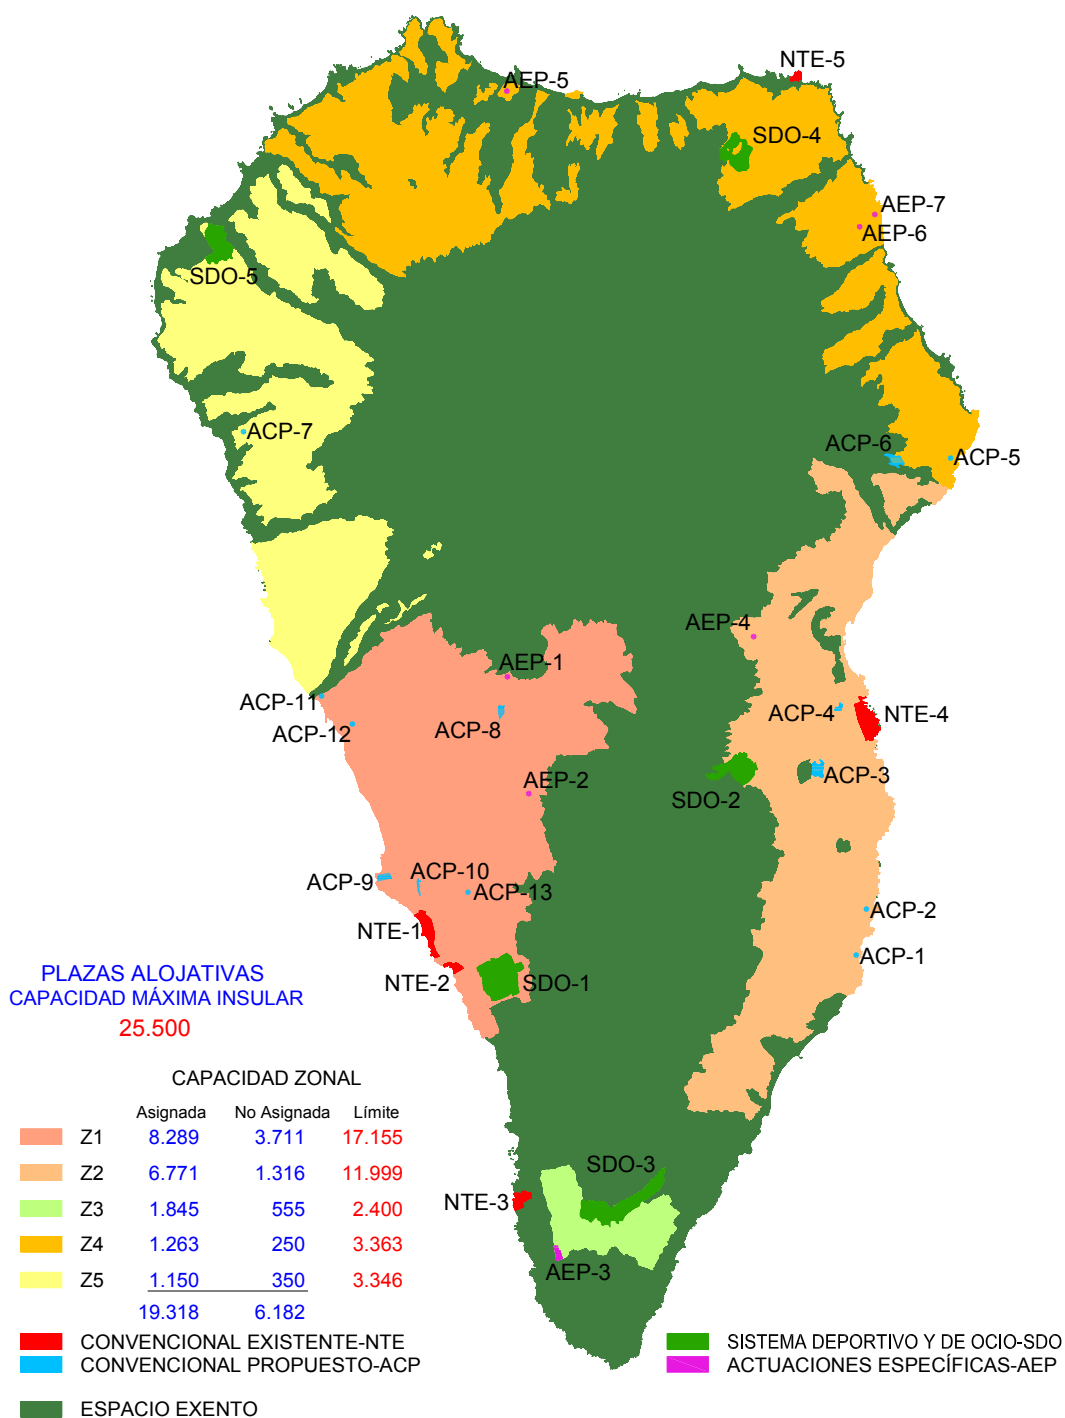 NTE-5
AEP-5
SDO-4
AEP-7
AEP-6
SDO-5
ACP-7
ACP-6
ACP-5
AEP-4
AEP-1
ACP-11
ACP-12
ACP-8
ACP-4
NTE-4
AEP-2
ACP-3
SDO-2
ACP-9
ACP-10
ACP-13
ACP-2
NTE-1
ACP-1
NTE-2
SDO-1
PLAZAS ALOJATIVAS
CAPACIDAD MÁXIMA INSULAR
25.500
CAPACIDAD ZONAL
Asignada No Asignada Límite
Z1 8.289 3.711 17.155
Z2 6.771 1.316 11.999
Z3 1.845 555 2.400
Z4 1.263 250 3.363
Z5 1.150 350 3.346
19.318 6.182
SDO-3
NTE-3
AEP-3
CONVENCIONAL EXISTENTE-NTE
CONVENCIONAL PROPUESTO-ACP
ESPACIO EXENTO
SISTEMA DEPORTIVO Y DE OCIO-SDO
ACTUACIONES ESPECÍFICAS-AEP